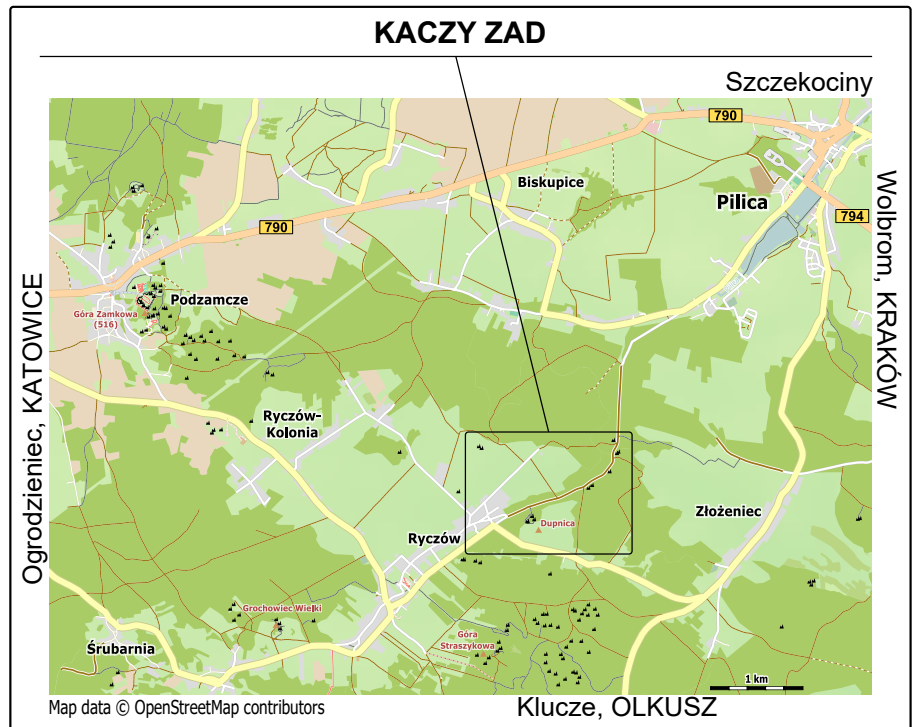 KACZY ZAD
Szczekociny
790
Biskupice
Pilica
Wolbrom, KRAKÓW
794
790
Ogrodzieniec, KATOWICE
Podzamcze
Góra Zamkowa
(516)
Ryczów-
Kolonia
Złożeniec
Dupnica
Ryczów
Grochowiec Wielki
Góra
Straszykowa
Śrubarnia
1 km
Map data © OpenStreetMap contributors
Klucze, OLKUSZ